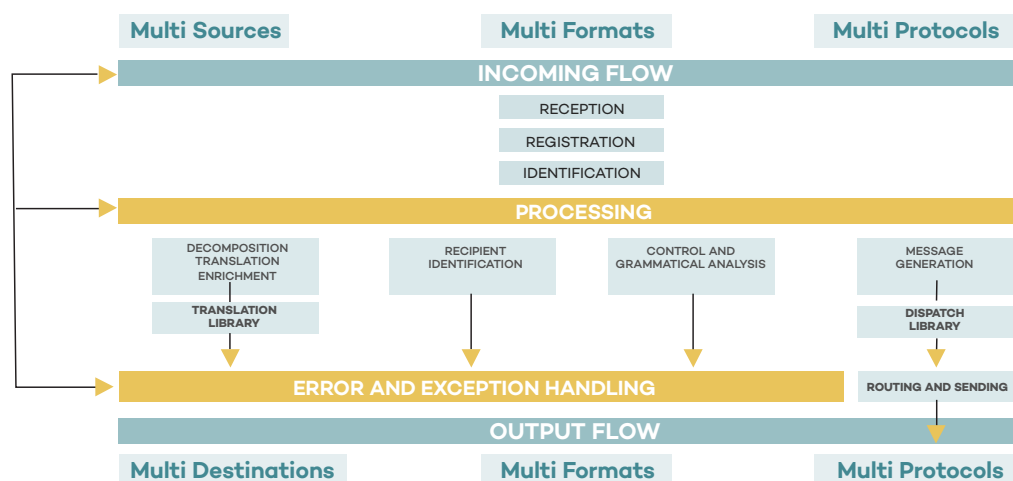 Multi Sources
Multi Formats
Multi Protocols
INCOMING FLOW
RECEPTION
REGISTRATION
IDENTIFICATION
PROCESSING
DECOMPOSITION
TRANSLATION
ENRICHMENT
TRANSLATION
LIBRARY
RECIPIENT
IDENTIFICATION
CONTROL AND
GRAMMATICAL ANALYSIS
MESSAGE
GENERATION
DISPATCH
LIBRARY
ERROR AND EXCEPTION HANDLING
ROUTING AND SENDING
OUTPUT FLOW
Multi Destinations
Multi Formats
Multi Protocols